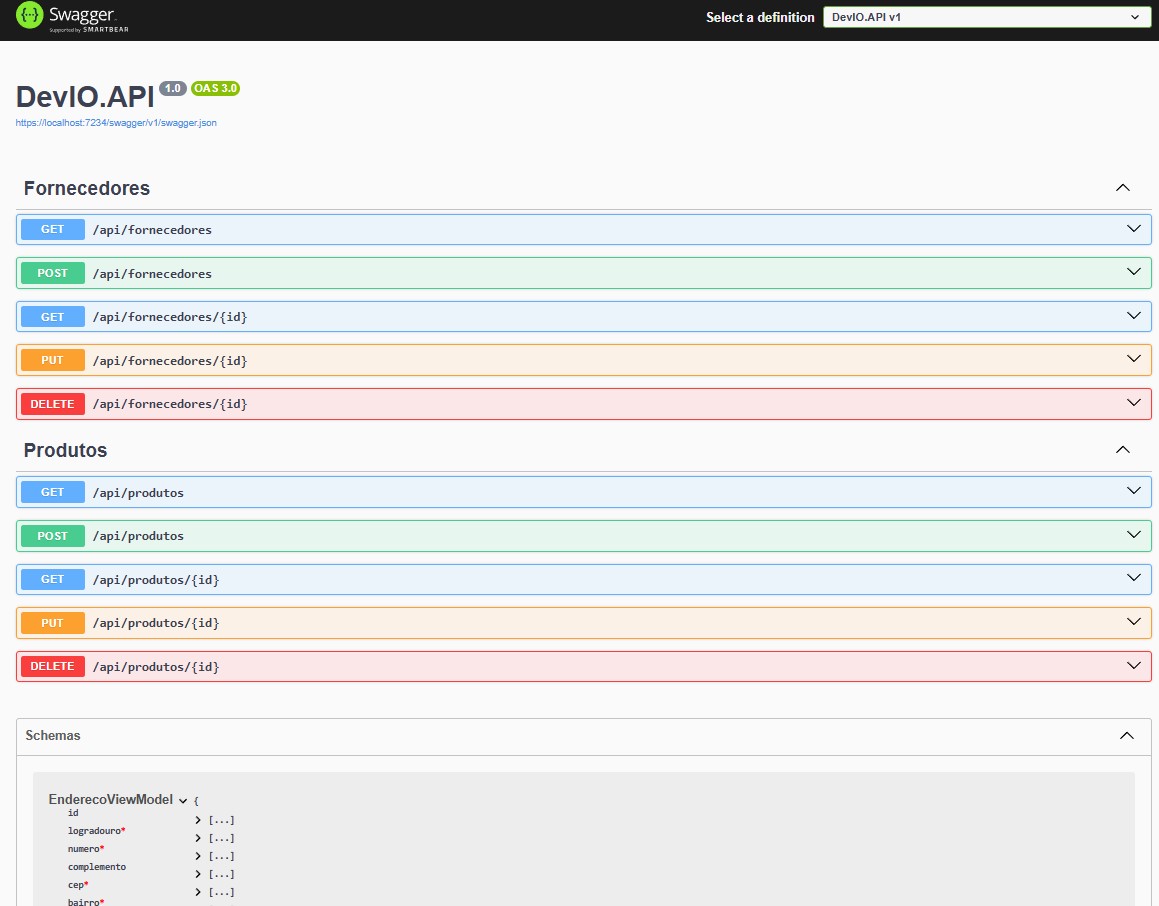 Swagger
Supported by SMARTBEAR
Select a definition
DevIO.API v1
DevIO.API 1.0 OAS 3.0
https://localhost:7234/swagger/v1/swagger.json
Fornecedores
GET /api/fornecedores
POST /api/fornecedores
GET /api/fornecedores/{id}
PUT /api/fornecedores/{id}
DELETE /api/fornecedores/{id}
Produtos
GET /api/produtos
POST /api/produtos
GET /api/produtos/{id}
PUT /api/produtos/{id}
DELETE /api/produtos/{id}
Schemas
EnderecoViewModel {
id [...]
logradouro* [...]
numero* [...]
complemento [...]
cep* [...]
bairro*